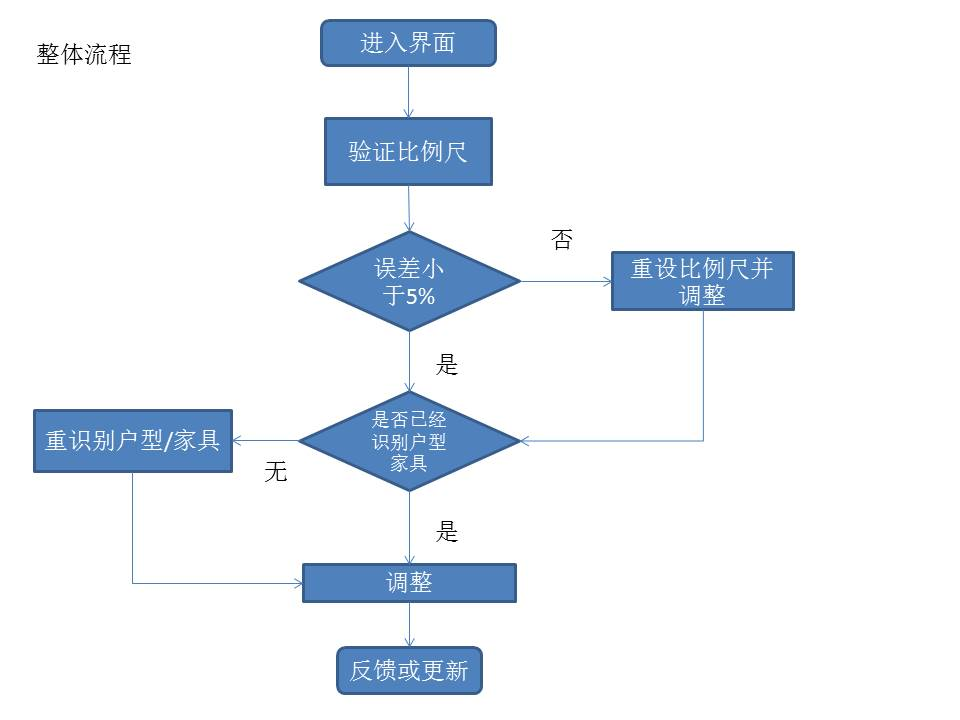 整体流程
进入界面
验证比例尺
误差小
于5%
否
重设比例尺并
调整
是
是否已经
识别户型
家具
无
重识别户型/家具
是
调整
反馈或更新